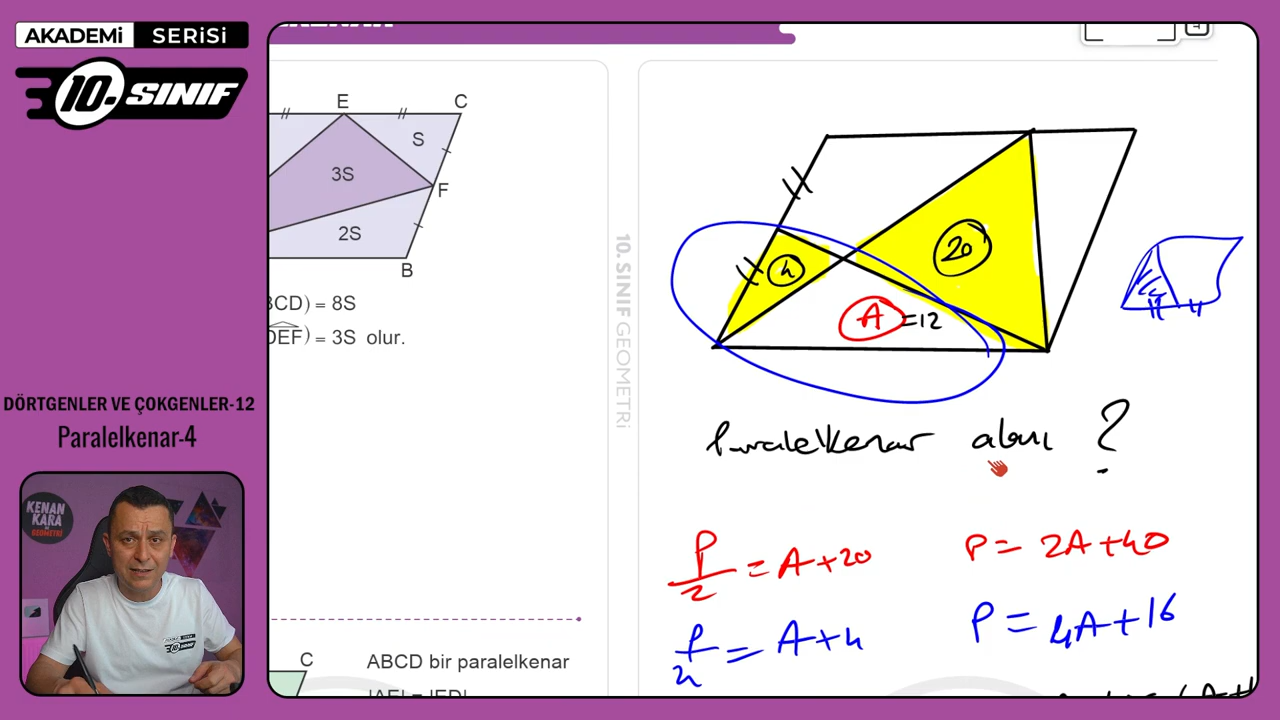 AKADEMİ SERİSİ
10. SINIF
DÖRTGENLER VE ÇOKGENLER-12
Paralelkenar-4
KENAN
KARA
GEOMETRİ
E
C
S
3S
F
2S
B
BCD) = 8S
DEF) = 3S olur.
C
ABCD bir paralelkenar
10. SINIF GEOMETRİ
4
20
A = 12
Paralelkenar alanı ?
P/2 = A+20
P = 2A+40
P/4 = A+4
P = 4A+16